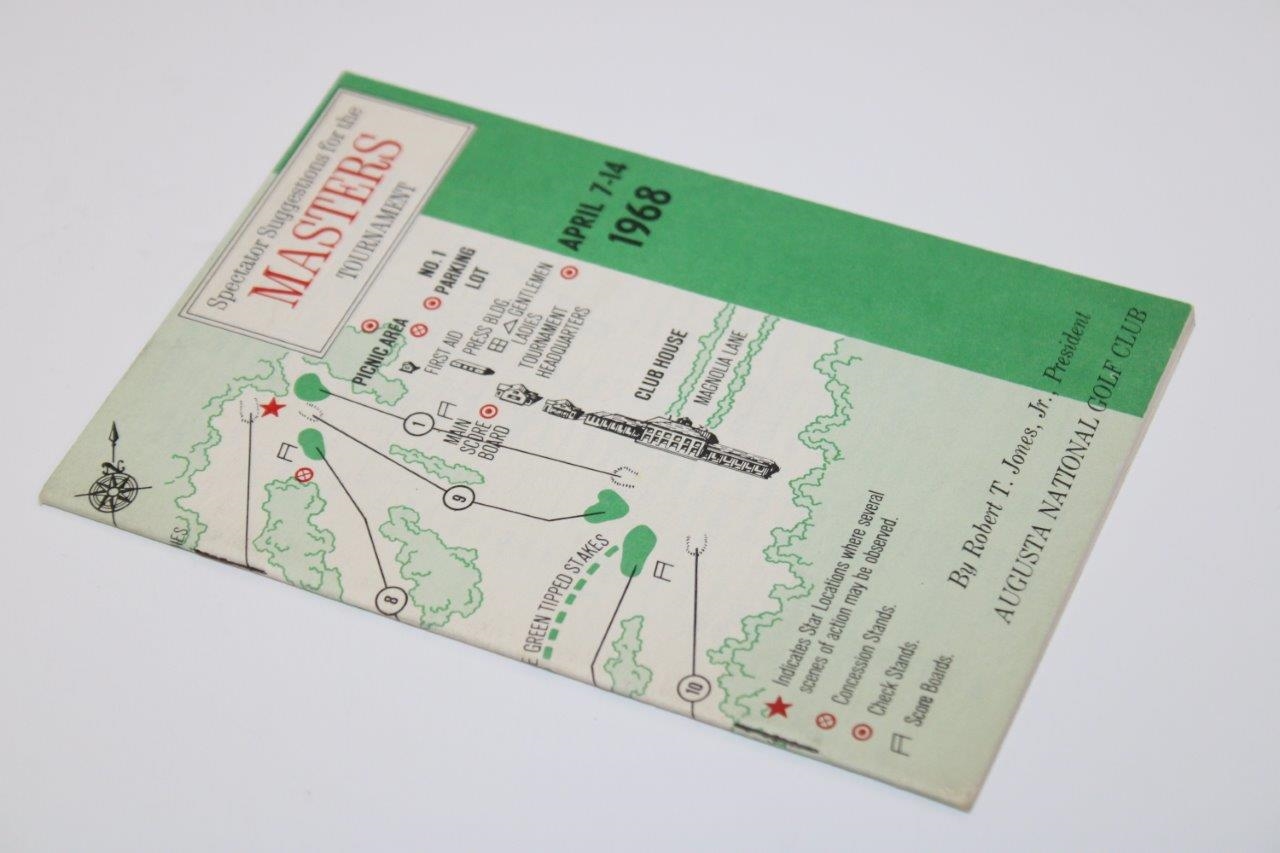 Spectator Suggestions for the
MASTERS
TOURNAMENT
APRIL 7-14
1968
NO. 1
PARKING
LOT
PICNIC AREA
FIRST AID
PRESS BLDG.
GENTLEMEN
LADIES
TOURNAMENT
HEADQUARTERS
CLUB HOUSE
MAGNOLIA LANE
1
MAIN
SCORE
BOARD
9
8
GREEN TIPPED STAKES
10
Indicates Star Locations where several
scenes of action may be observed.
Concession Stands.
Check Stands.
Score Boards.
By Robert T. Jones, Jr., President
AUGUSTA NATIONAL GOLF CLUB